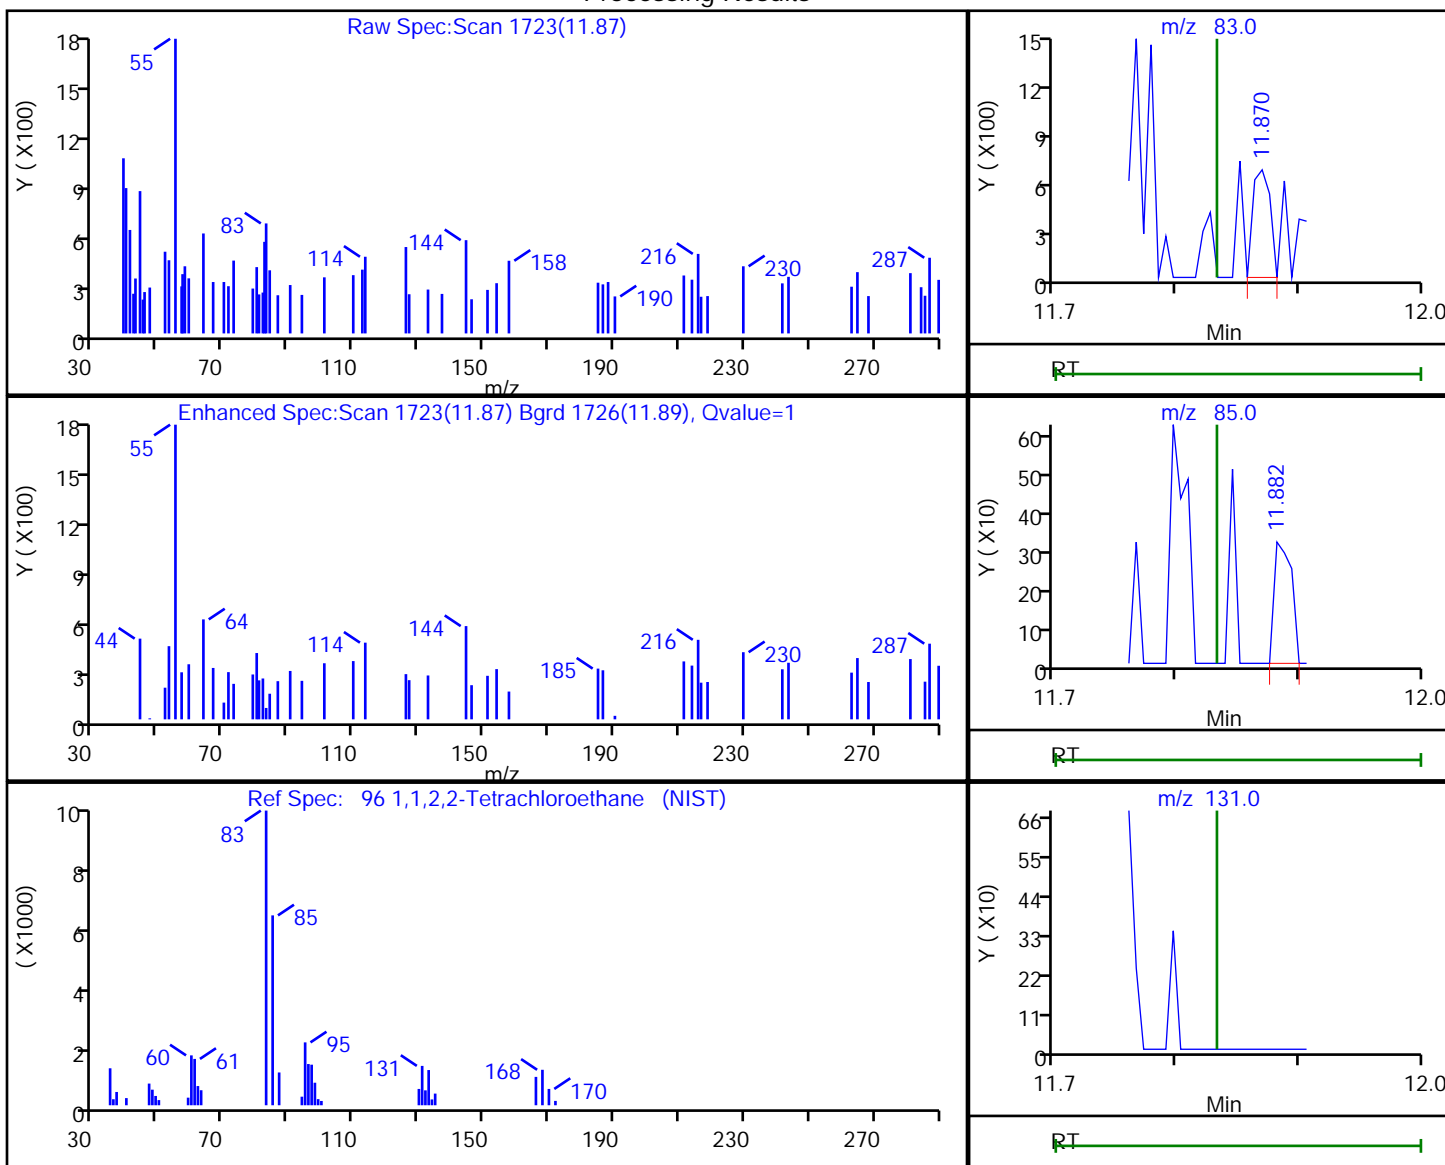 Processing Results
Raw Spec:Scan 1723(11.87)
Y ( X100)
18
15
12
9
6
3
0
55
83
114
144
158
190
216
230
287
30 70 110 150 190 230 270
m/z
m/z 83.0
Y ( X100)
15
12
9
6
3
0
11.870
11.7 12.0
Min
RT
Enhanced Spec:Scan 1723(11.87) Bgrd 1726(11.89), Qvalue=1
Y ( X100)
18
15
12
9
6
3
0
44
55
64
114
144
185
216
230
287
30 70 110 150 190 230 270
m/z
m/z 85.0
Y ( X10)
60
50
40
30
20
10
0
11.882
11.7 12.0
Min
RT
Ref Spec: 96 1,1,2,2-Tetrachloroethane (NIST)
( X1000)
10
8
6
4
2
0
60
61
83
85
95
131
168
170
30 70 110 150 190 230 270
m/z 131.0
Y ( X10)
66
55
44
33
22
11
0
11.7 12.0
Min
RT